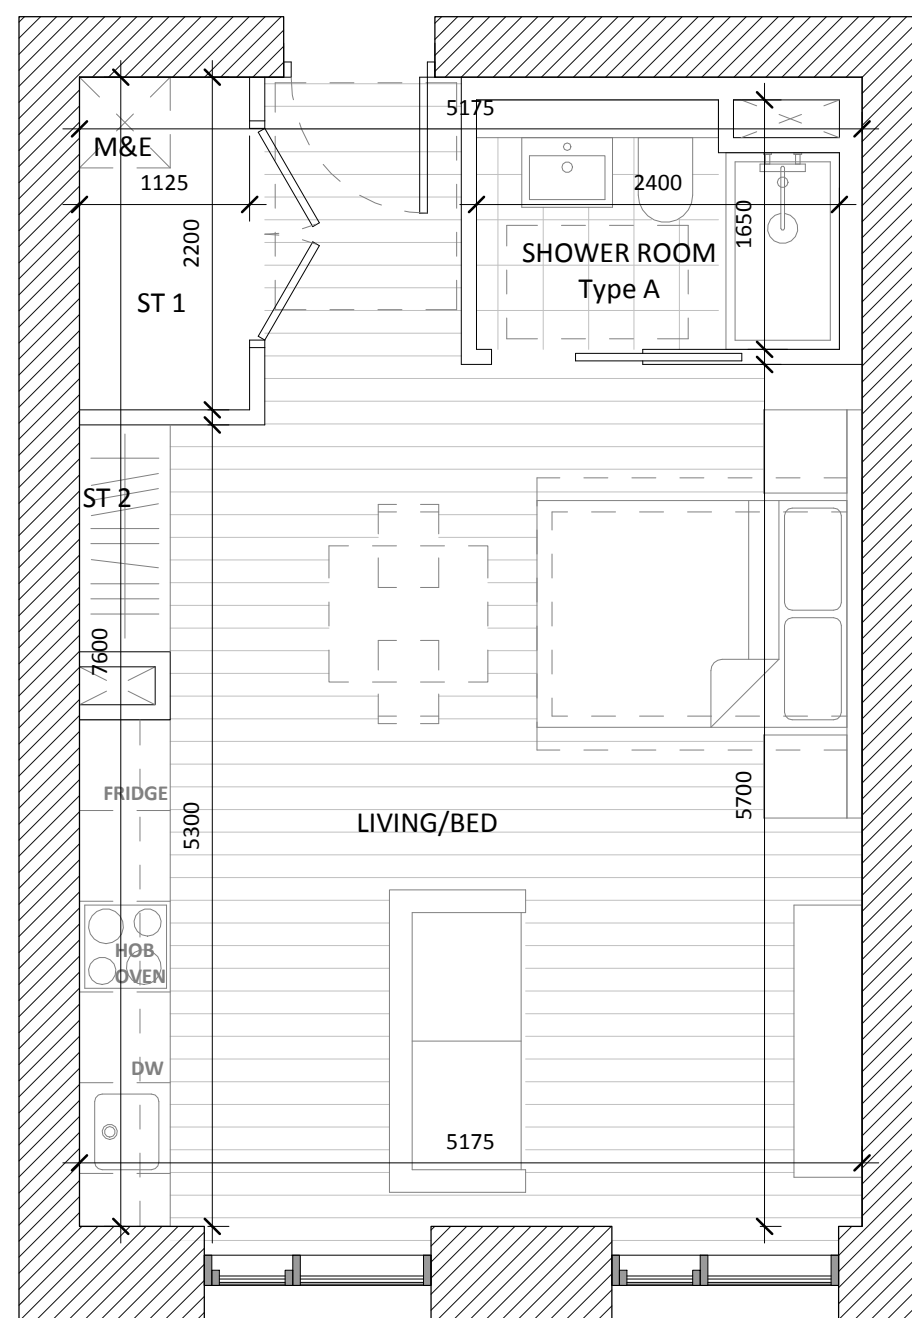 5175
M&E
1125
2400
2200
1650
SHOWER ROOM
Type A
ST 1
ST 2
7600
FRIDGE
5300
5700
LIVING/BED
HOB
OVEN
DW
5175